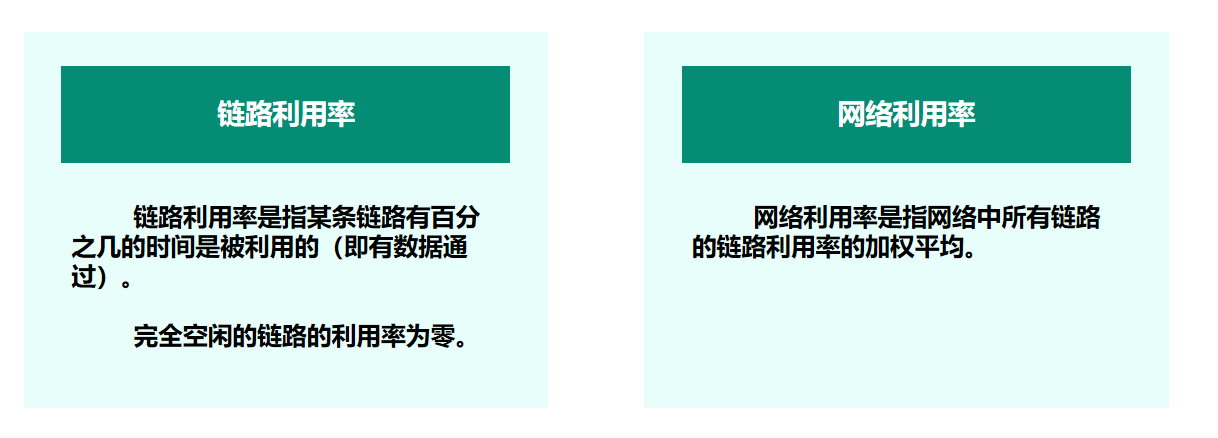 链路利用率
链路利用率是指某条链路有百分
之几的时间是被利用的（即有数据通
过）。
完全空闲的链路的利用率为零。
网络利用率
网络利用率是指网络中所有链路
的链路利用率的加权平均。